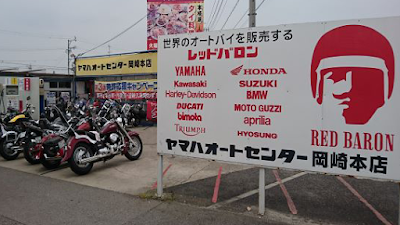 世界のオートバイを販売する
レッドバロン
YAMAHA
HONDA
Kawasaki
SUZUKI
Harley-Davidson
BMW
DUCATI
MOTO GUZZI
bimota
aprilia
TRIUMPH
HYOSUNG
RED BARON
ヤマハオートセンター岡崎本店
ヤマハオートセンター 岡崎本店